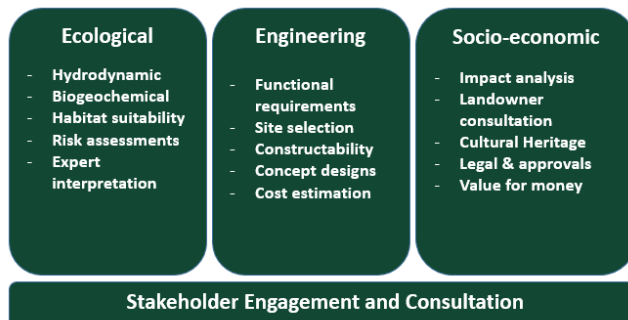 Ecological
- Hydrodynamic
- Biogeochemical
- Habitat suitability
- Risk assessments
- Expert
interpretation
Engineering
- Functional
requirements
- Site selection
- Constructability
- Concept designs
- Cost estimation
Socio-economic
- Impact analysis
- Landowner
consultation
- Cultural Heritage
- Legal & approvals
- Value for money
Stakeholder Engagement and Consultation